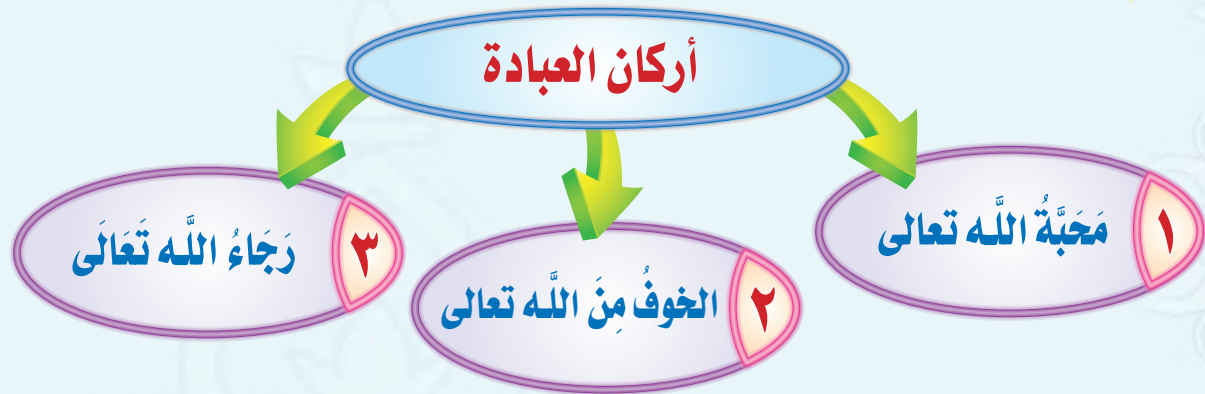 أركان العبادة
١
مَحَبَّةُ اللَّه تعالى
٢
الخوفُ مِنَ اللَّه تعالى
٣
رَجَاءُ اللَّه تَعَالَى